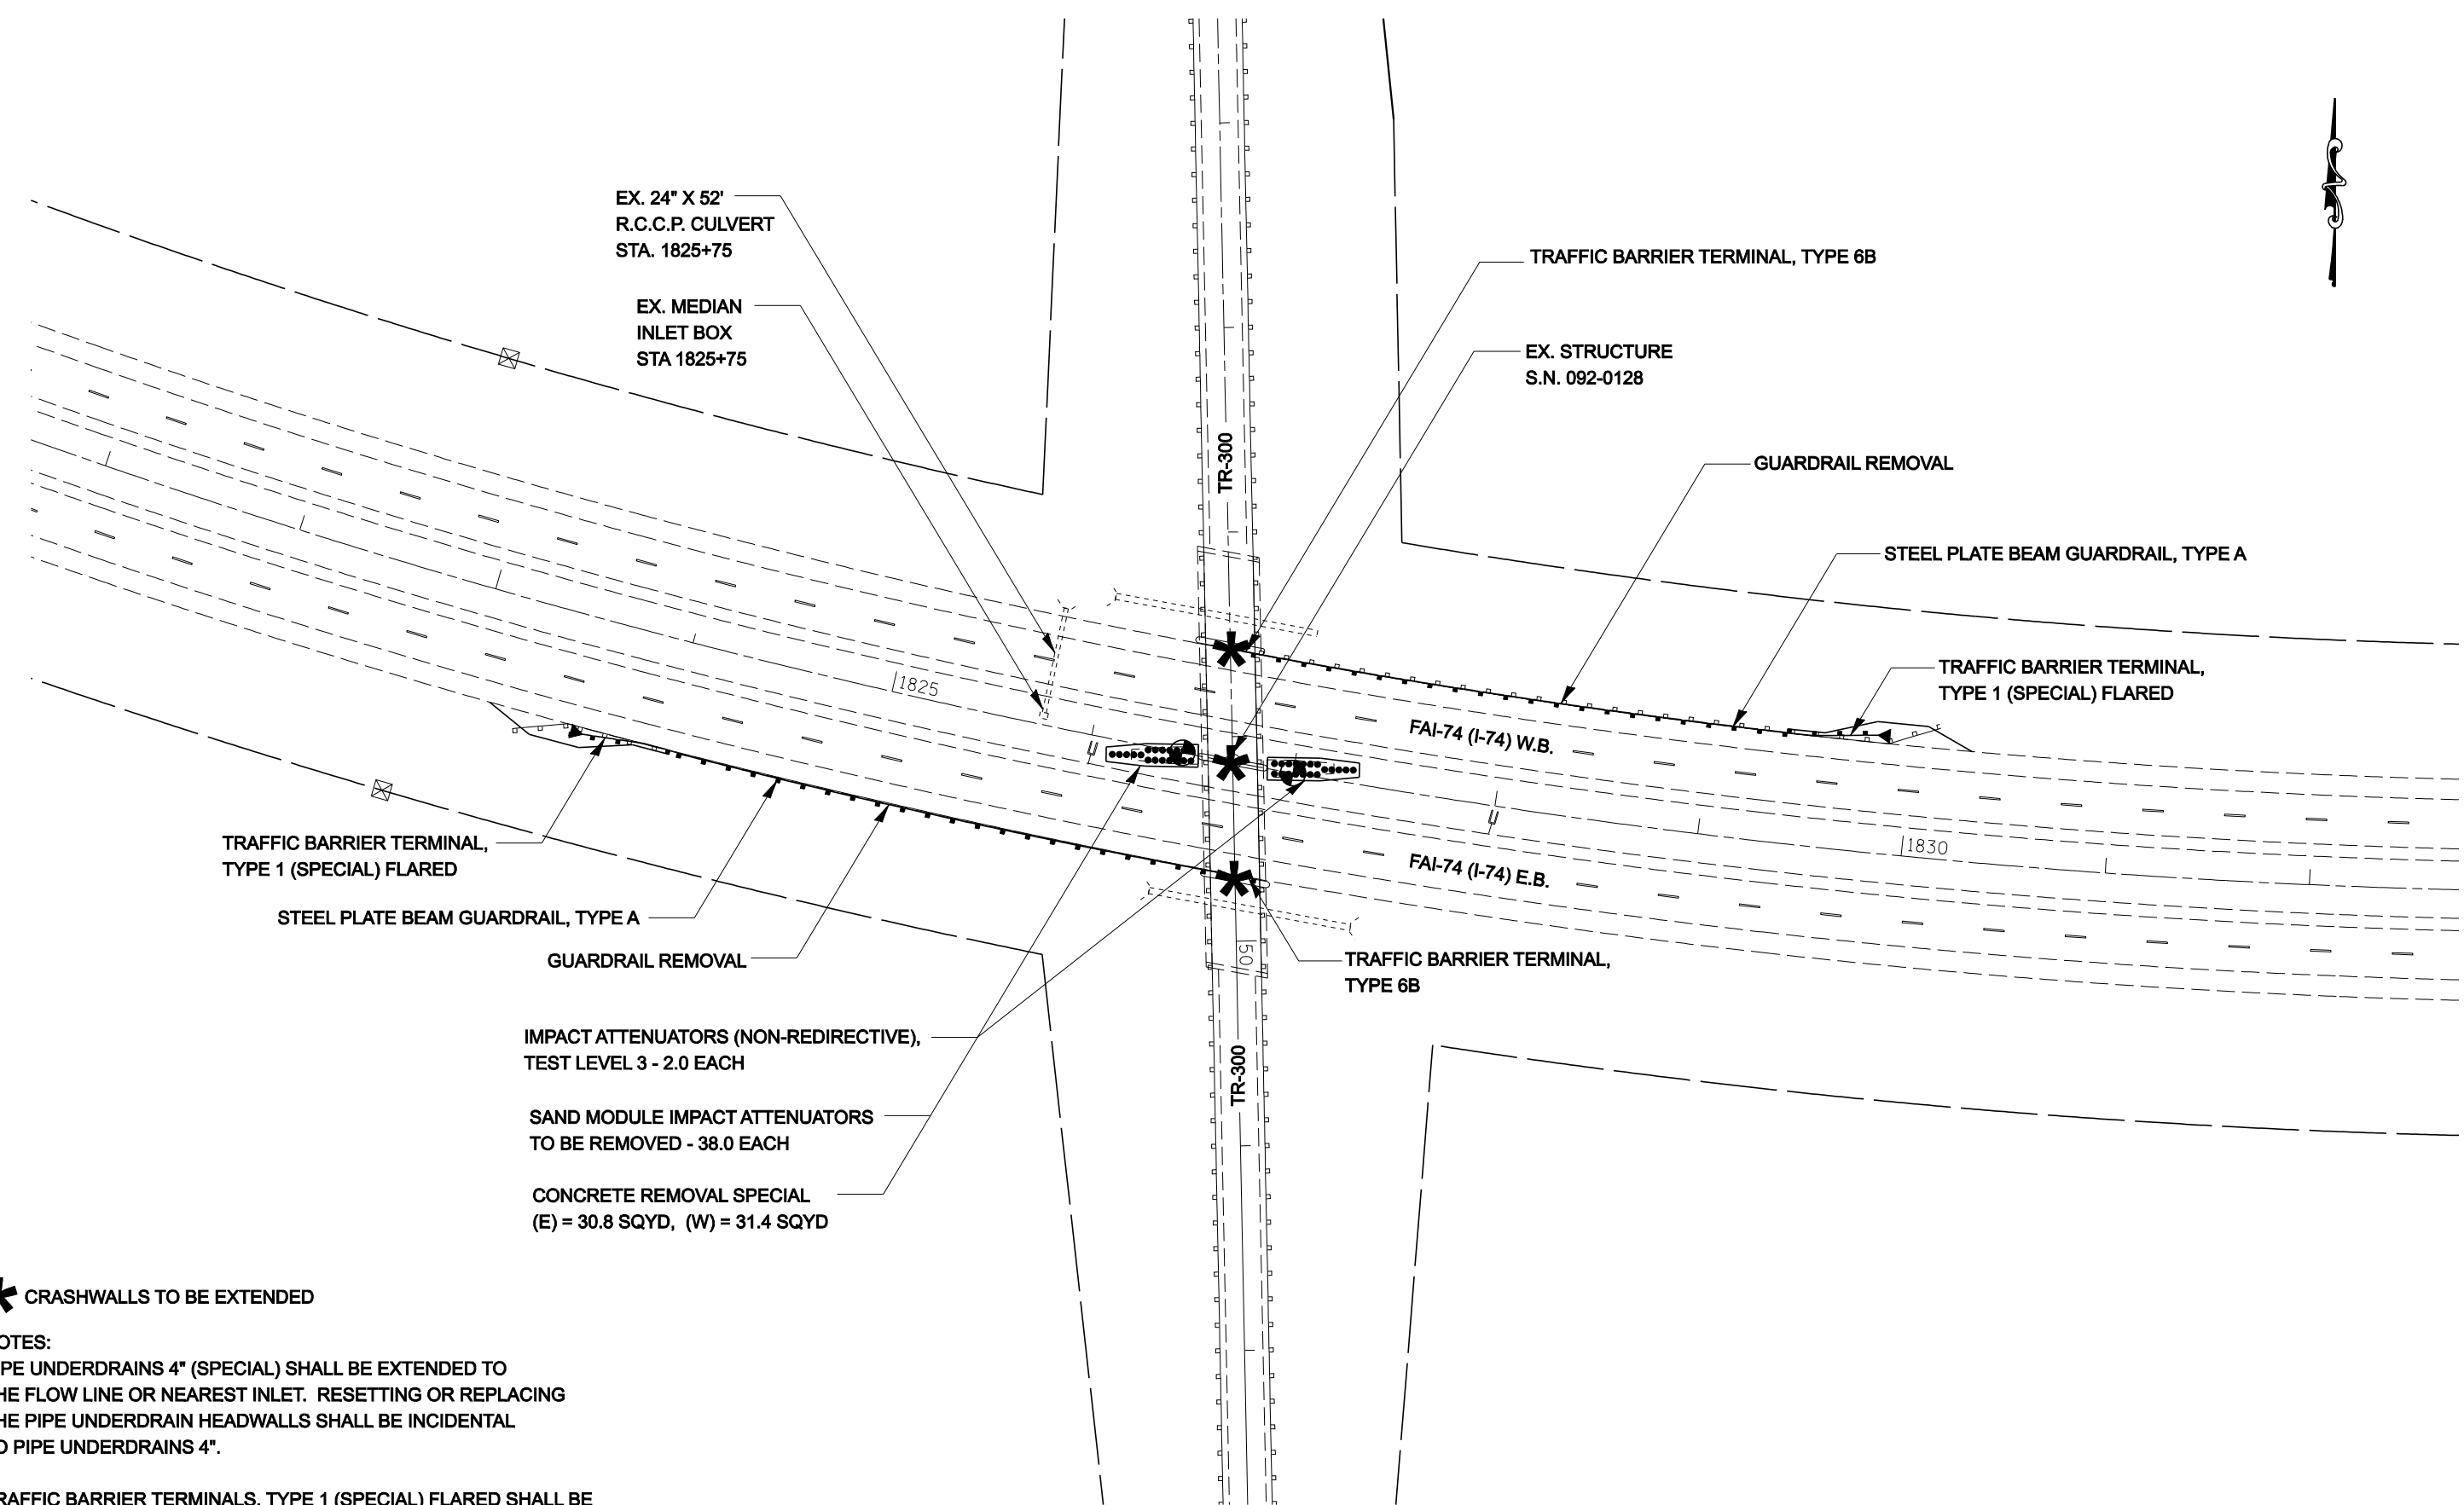 EX. 24" X 52'
R.C.C.P. CULVERT
STA. 1825+75
EX. MEDIAN
INLET BOX
STA 1825+75
TRAFFIC BARRIER TERMINAL, TYPE 6B
EX. STRUCTURE
S.N. 092-0128
TR-300
GUARDRAIL REMOVAL
STEEL PLATE BEAM GUARDRAIL, TYPE A
TRAFFIC BARRIER TERMINAL,
TYPE 1 (SPECIAL) FLARED
1825
FAI-74 (I-74) W.B.
1830
FAI-74 (I-74) E.B.
TRAFFIC BARRIER TERMINAL,
TYPE 1 (SPECIAL) FLARED
STEEL PLATE BEAM GUARDRAIL, TYPE A
GUARDRAIL REMOVAL
50
TRAFFIC BARRIER TERMINAL,
TYPE 6B
IMPACT ATTENUATORS (NON-REDIRECTIVE),
TEST LEVEL 3 - 2.0 EACH
TR-300
SAND MODULE IMPACT ATTENUATORS
TO BE REMOVED - 38.0 EACH
CONCRETE REMOVAL SPECIAL
(E) = 30.8 SQYD, (W) = 31.4 SQYD
CRASHWALLS TO BE EXTENDED
OTES:
IPE UNDERDRAINS 4" (SPECIAL) SHALL BE EXTENDED TO
HE FLOW LINE OR NEAREST INLET. RESETTING OR REPLACING
HE PIPE UNDERDRAIN HEADWALLS SHALL BE INCIDENTAL
O PIPE UNDERDRAINS 4".
RAFFIC BARRIER TERMINALS, TYPE 1 (SPECIAL) FLARED SHALL BE